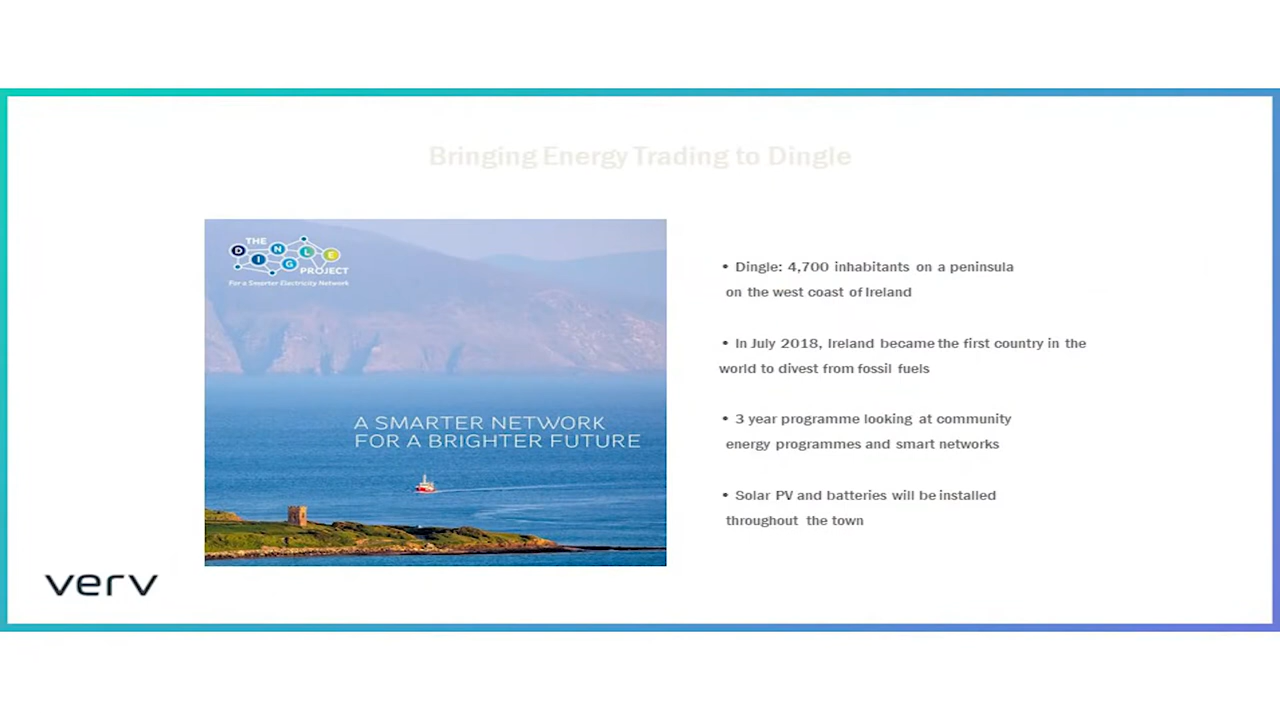 Bringing Energy Trading to Dingle
THE
DINGLE
PROJECT
For a Smarter Electricity Network
A SMARTER NETWORK
FOR A BRIGHTER FUTURE
• Dingle: 4,700 inhabitants on a peninsula
on the west coast of Ireland
• In July 2018, Ireland became the first country in the
world to divest from fossil fuels
• 3 year programme looking at community
energy programmes and smart networks
• Solar PV and batteries will be installed
throughout the town
verv